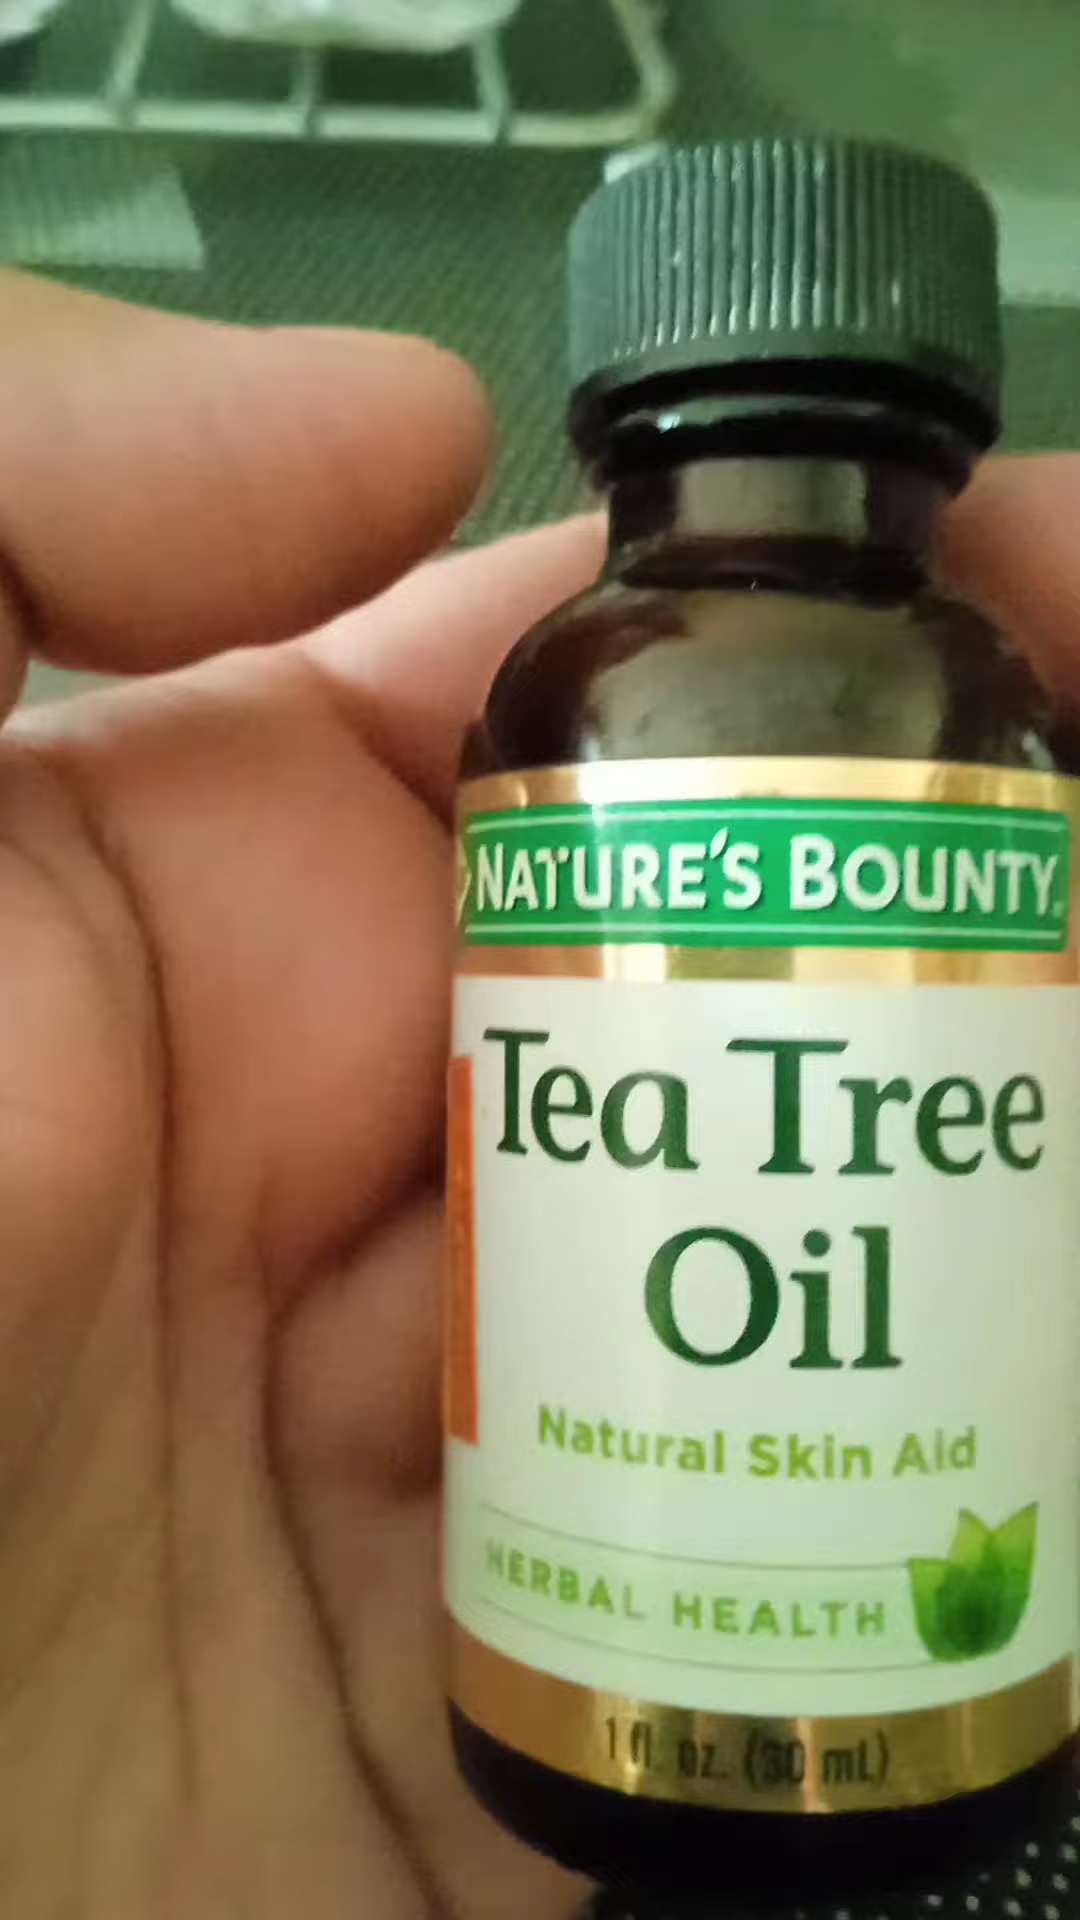 NATURE'S BOUNTY®
Tea Tree
Oil
Natural Skin Aid
HERBAL HEALTH
1 fl. oz. (30 mL)